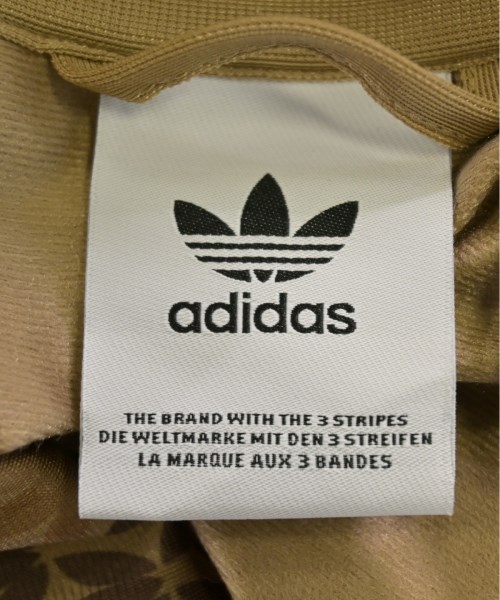 adidas
THE BRAND WITH THE 3 STRIPES
DIE WELTMARKE MIT DEN 3 STREIFEN
LA MARQUE AUX 3 BANDES